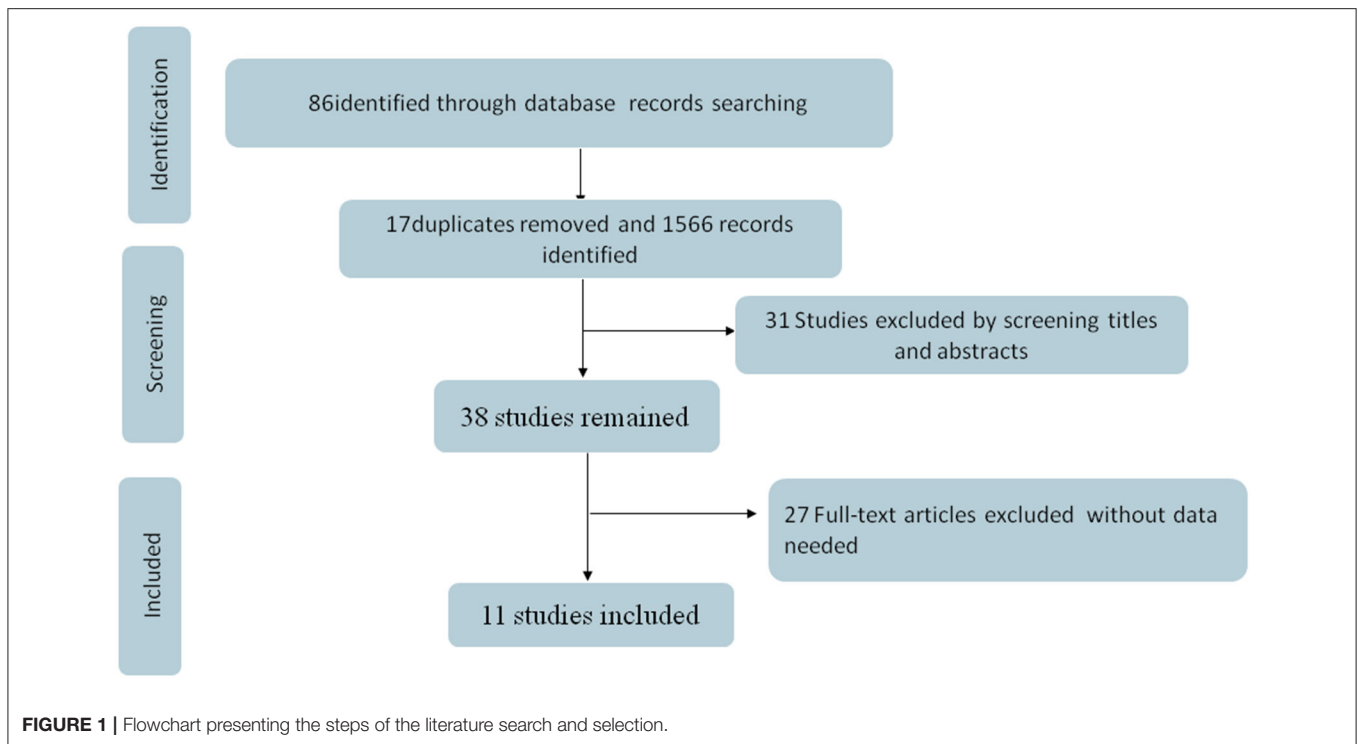 Identification
86identified through database records searching
17duplicates removed and 1566 records
identified
Screening
31 Studies excluded by screening titles
and abstracts
38 studies remained
27 Full-text articles excluded without data
needed
Included
11 studies included
FIGURE 1 | Flowchart presenting the steps of the literature search and selection.